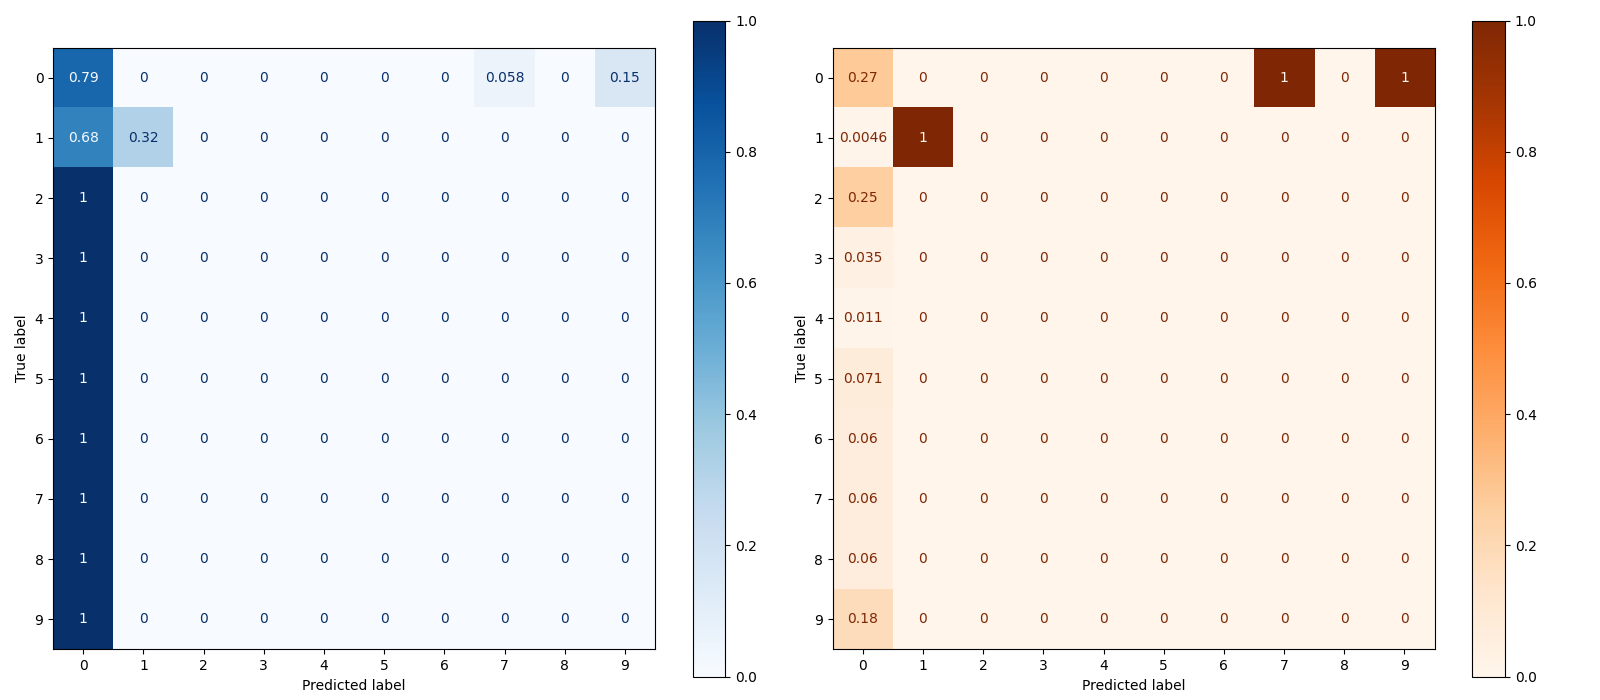 0 0.79 0 0 0 0 0 0 0.058 0 0.15
1 0.68 0.32 0 0 0 0 0 0 0 0
2 1 0 0 0 0 0 0 0 0 0
3 1 0 0 0 0 0 0 0 0 0
4 1 0 0 0 0 0 0 0 0 0
5 1 0 0 0 0 0 0 0 0 0
6 1 0 0 0 0 0 0 0 0 0
7 1 0 0 0 0 0 0 0 0 0
8 1 0 0 0 0 0 0 0 0 0
9 1 0 0 0 0 0 0 0 0 0
0 1 2 3 4 5 6 7 8 9
Predicted label
True label
1.0
0.8
0.6
0.4
0.2
0.0
0 0.27 0 0 0 0 0 0 1 0 1
1 0.0046 1 0 0 0 0 0 0 0 0
2 0.25 0 0 0 0 0 0 0 0 0
3 0.035 0 0 0 0 0 0 0 0 0
4 0.011 0 0 0 0 0 0 0 0 0
5 0.071 0 0 0 0 0 0 0 0 0
6 0.06 0 0 0 0 0 0 0 0 0
7 0.06 0 0 0 0 0 0 0 0 0
8 0.06 0 0 0 0 0 0 0 0 0
9 0.18 0 0 0 0 0 0 0 0 0
0 1 2 3 4 5 6 7 8 9
Predicted label
True label
1.0
0.8
0.6
0.4
0.2
0.0